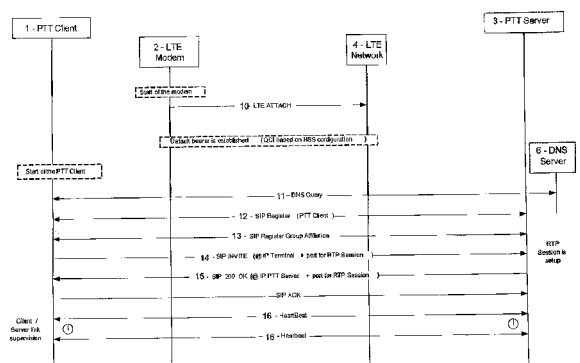 1 - PTT Client
3 - PTT Server
2 - LTE
Modem
4 - LTE
Network
Start of the modem
10- LTE ATTACH
Default bearer is established (QCI based on HSS configuration )
6 - DNS
Server
Start of the PTT Client
11 - DNS Query
12 - SIP Register (PTT Client )
13 - SIP Register Group Affiliation
14 - SIP INVITE (@ IP Terminal + port for RTP Session )
RTP
Session is
setup
15 - SIP 200 OK (@ IP PTT Server + port for RTP Session )
SIP ACK
16 - HeartBeat
Client /
Server link
supervision
16 - Hearbeat